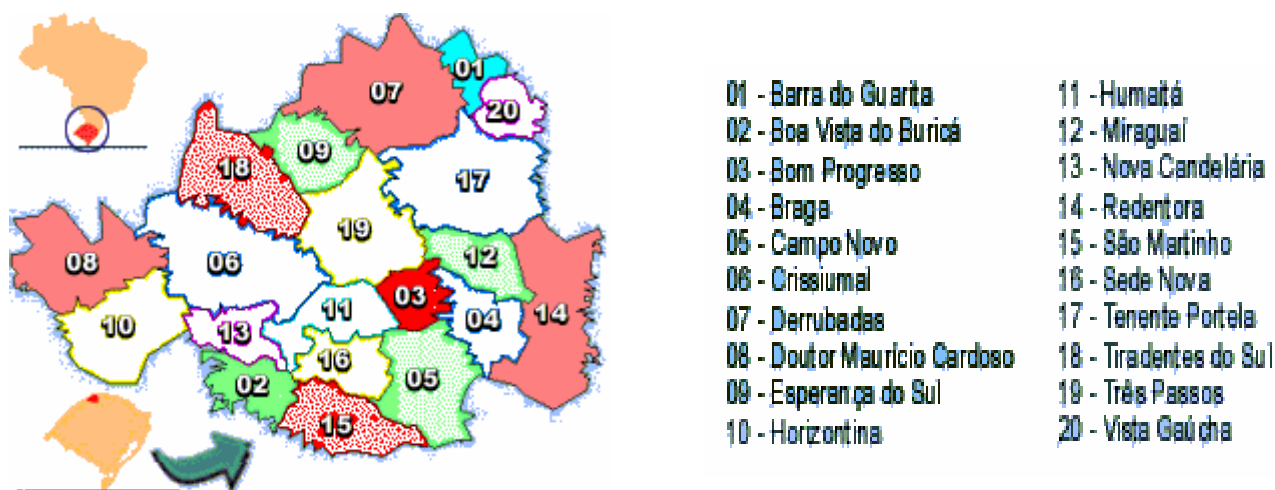 01
07
20
09
18
17
19
12
08
06
03
14
11
04
10
13
16
05
02
15
01 - Barra do Guarita
02 - Boa Vista do Buricá
03 - Bom Progresso
04 - Braga
05 - Campo Novo
06 - Crissiumal
07 - Derrubadas
08 - Doutor Maurício Cardoso
09 - Esperança do Sul
10 - Horizontina
11 - Humaitá
12 - Miraguaí
13 - Nova Candelária
14 - Redentora
15 - São Martinho
16 - Sede Nova
17 - Tenente Portela
18 - Tiradentes do Sul
19 - Três Passos
20 - Vista Gaúcha